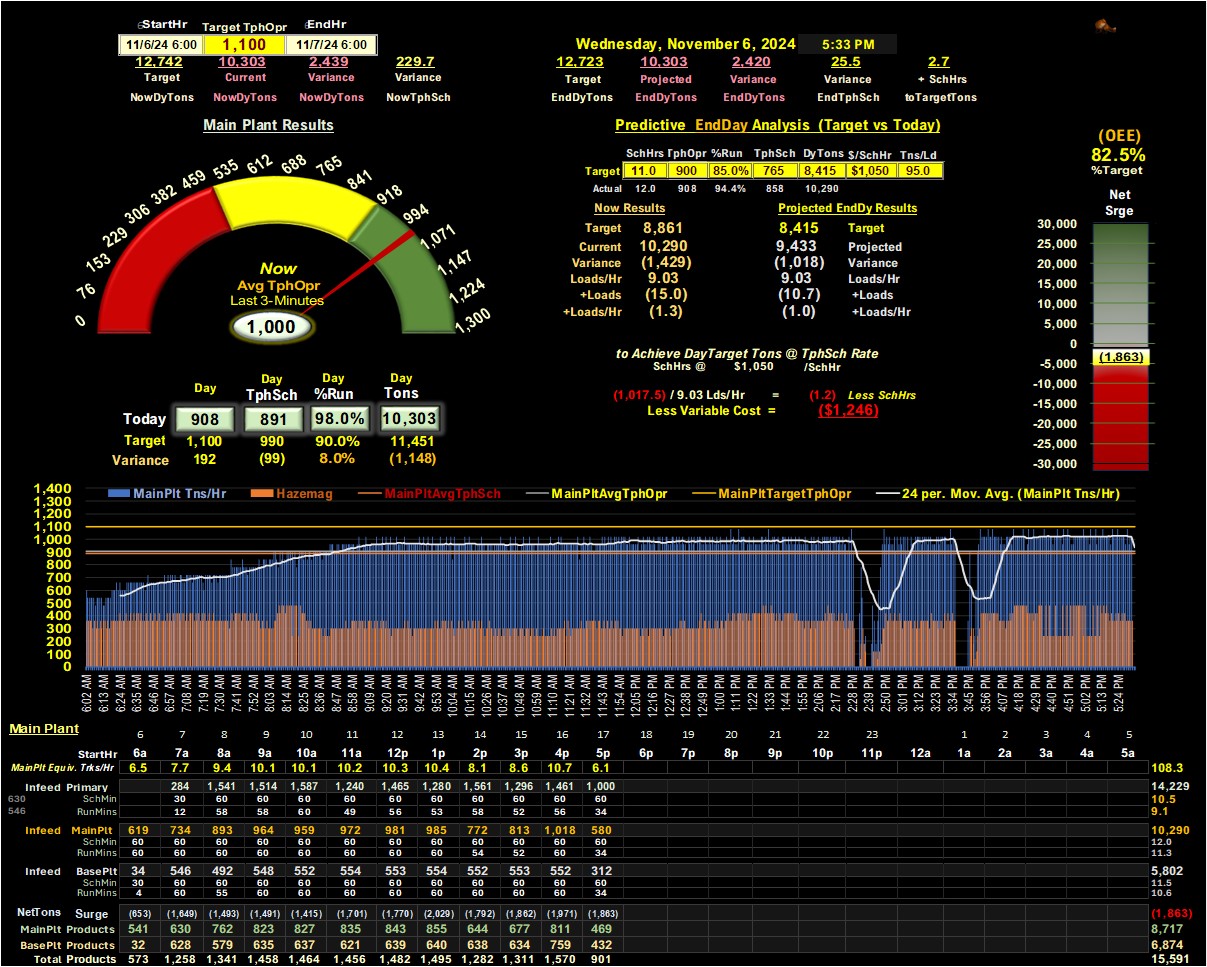 StartHr Target TphOpr EndHr
11/6/24 6:00 1,100 11/7/24 6:00
Wednesday, November 6, 2024 5:33 PM
12,742 10,303 2,439 229.7 12,723 10,303 2,420 25.5 2.7
Target Current Variance Variance Target Projected Variance Variance + SchHrs
NowDyTons NowDyTons NowDyTons NowTphSch EndDyTons EndDyTons EndDyTons EndTphSch toTargetTons
Main Plant Results
0 76 153 229 306 382 459 535 612 688 765 841 918 994 1,071 1,147 1,224 1,300
Now
Avg TphOpr
Last 3-Minutes
1,000
Predictive EndDay Analysis (Target vs Today)
SchHrs TphOpr %Run TphSch DyTons $/SchHr Tns/Ld
Target 11.0 900 85.0% 765 8,415 $1,050 95.0
Actual 12.0 908 94.4% 858 10,290
Now Results Projected EndDy Results
Target 8,861 8,415 Target
Current 10,290 9,433 Projected
Variance (1,429) (1,018) Variance
Loads/Hr 9.03 9.03 Loads/Hr
+Loads (15.0) (10.7) +Loads
+Loads/Hr (1.3) (1.0) +Loads/Hr
to Achieve DayTarget Tons @ TphSch Rate
SchHrs @ $1,050 /SchHr
(1,017.5) / 9.03 Lds/Hr = (1.2) Less SchHrs
Less Variable Cost = ($1,246)
(OEE)
82.5%
%Target
Net
Srge
30,000
25,000
20,000
15,000
10,000
5,000
0
(1,863)
-5,000
-10,000
-15,000
-20,000
-25,000
-30,000
Day Day Day Day
TphSch %Run Tons
Today 908 891 98.0% 10,303
Target 1,100 990 90.0% 11,451
Variance 192 (99) 8.0% (1,148)
MainPlt Tns/Hr Hazemag MainPltAvgTphSch MainPltAvgTphOpr MainPltTargetTphOpr 24 per. Mov. Avg. (MainPlt Tns/Hr)
1,400
1,300
1,200
1,100
1,000
900
800
700
600
500
400
300
200
100
0
6:02 AM 6:13 AM 6:24 AM 6:35 AM 6:46 AM 6:57 AM 7:08 AM 7:19 AM 7:30 AM 7:41 AM 7:52 AM 8:03 AM 8:14 AM 8:25 AM 8:36 AM 8:47 AM 8:58 AM 9:09 AM 9:20 AM 9:31 AM 9:42 AM 9:53 AM 10:04 AM 10:15 AM 10:26 AM 10:37 AM 10:48 AM 10:59 AM 11:10 AM 11:21 AM 11:32 AM 11:43 AM 11:54 AM 12:05 PM 12:16 PM 12:27 PM 12:38 PM 12:49 PM 1:00 PM 1:11 PM 1:22 PM 1:33 PM 1:44 PM 1:55 PM 2:06 PM 2:17 PM 2:28 PM 2:39 PM 2:50 PM 3:01 PM 3:12 PM 3:23 PM 3:34 PM 3:45 PM 3:56 PM 4:07 PM 4:18 PM 4:29 PM 4:40 PM 4:51 PM 5:02 PM 5:13 PM 5:24 PM
Main Plant 6 7 8 9 10 11 12 13 14 15 16 17 18 19 20 21 22 23 1 2 3 4 5
StartHr 6a 7a 8a 9a 10a 11a 12p 1p 2p 3p 4p 5p 6p 7p 8p 9p 10p 11p 12a 1a 2a 3a 4a 5a
MainPlt Equiv. Trks/Hr 6.5 7.7 9.4 10.1 10.1 10.2 10.3 10.4 8.1 8.6 10.7 6.1 108.3
Infeed Primary 284 1,541 1,514 1,587 1,240 1,465 1,280 1,561 1,296 1,461 1,000 14,229
630 SchMin 30 60 60 60 60 60 60 60 60 60 60 10.5
546 RunMins 12 58 58 60 49 56 53 58 52 56 34 9.1
Infeed MainPlt 619 734 893 964 959 972 981 985 772 813 1,018 580 10,290
SchMin 60 60 60 60 60 60 60 60 60 60 60 60 12.0
RunMins 60 60 60 60 60 60 60 60 54 52 60 34 11.3
Infeed BasePlt 34 546 492 548 552 554 553 554 552 553 552 312 5,802
SchMin 30 60 60 60 60 60 60 60 60 60 60 60 11.5
RunMins 4 60 55 60 60 60 60 60 60 60 60 34 10.6
NetTons Surge (653) (1,649) (1,493) (1,491) (1,415) (1,701) (1,770) (2,029) (1,792) (1,862) (1,971) (1,863) (1,863)
MainPlt Products 541 630 762 823 827 835 843 855 644 677 811 469 8,717
BasePlt Products 32 628 579 635 637 621 639 640 638 634 759 432 6,874
Total Products 573 1,258 1,341 1,458 1,464 1,456 1,482 1,495 1,282 1,311 1,570 901 15,591